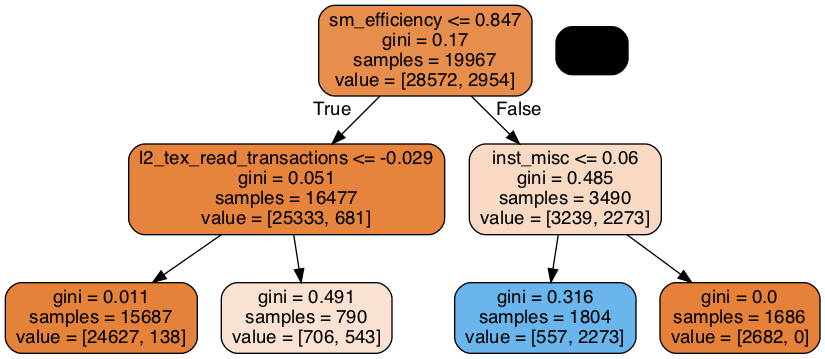 sm_efficiency <= 0.847
gini = 0.17
samples = 19967
value = [28572, 2954]
True
False
l2_tex_read_transactions <= -0.029
gini = 0.051
samples = 16477
value = [25333, 681]
inst_misc <= 0.06
gini = 0.485
samples = 3490
value = [3239, 2273]
gini = 0.011
samples = 15687
value = [24627, 138]
gini = 0.491
samples = 790
value = [706, 543]
gini = 0.316
samples = 1804
value = [557, 2273]
gini = 0.0
samples = 1686
value = [2682, 0]